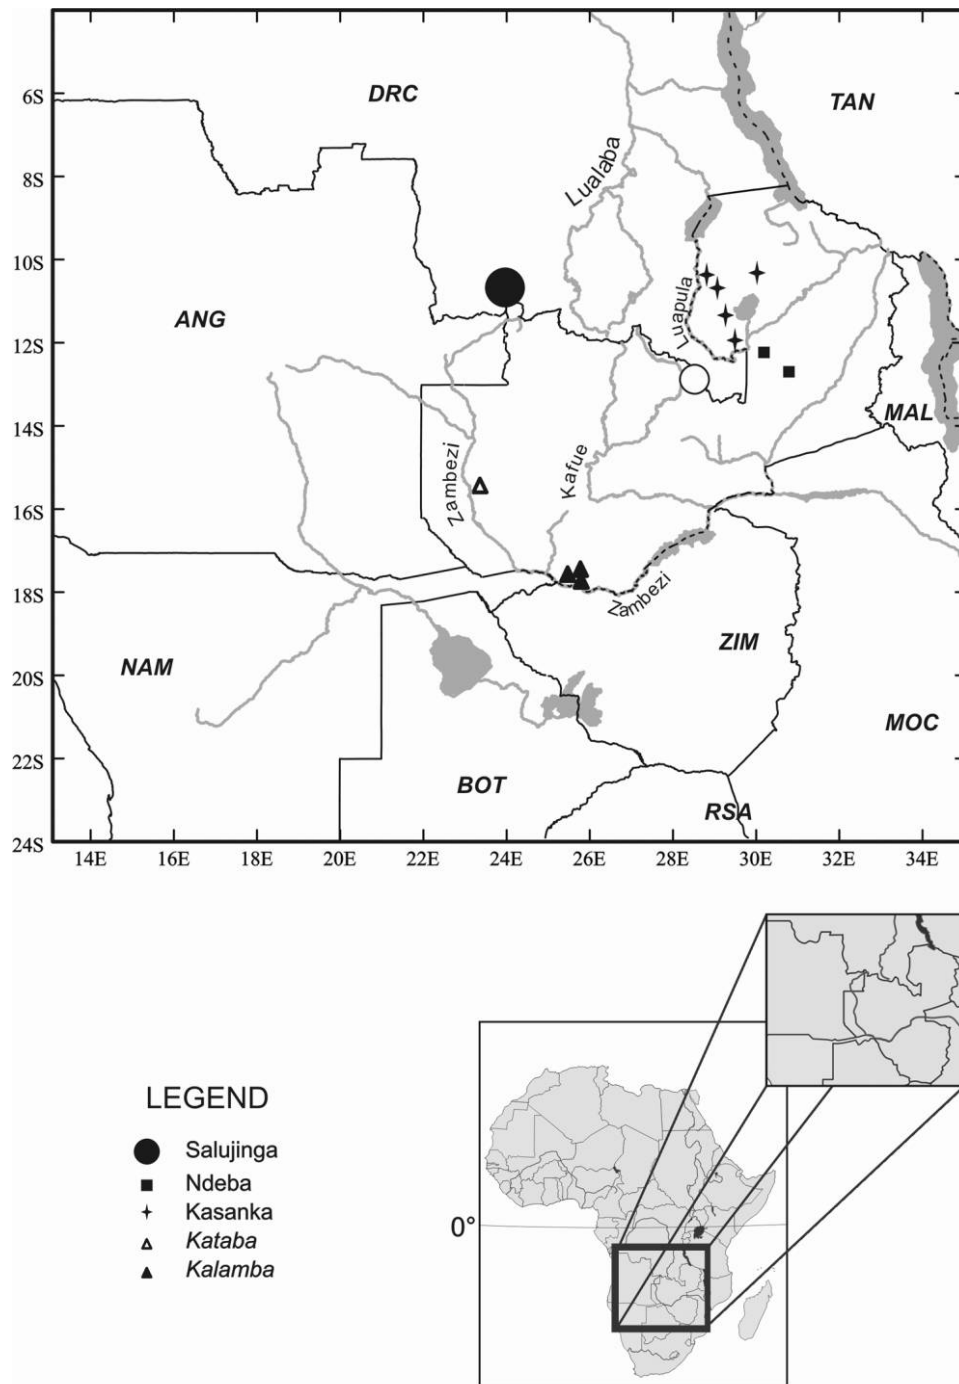 DRC
TAN
6S
8S
Lualaba
10S
ANG
Luapula
12S
MAL
14S
Zambezi
Kafue
16S
18S
Zambezi
ZIM
NAM
20S
MOC
22S
BOT
RSA
24S
14E 16E 18E 20E 22E 24E 26E 28E 30E 32E 34E
LEGEND
Salujinga
Ndeba
Kasanka
Kataba
Kalamba
0°